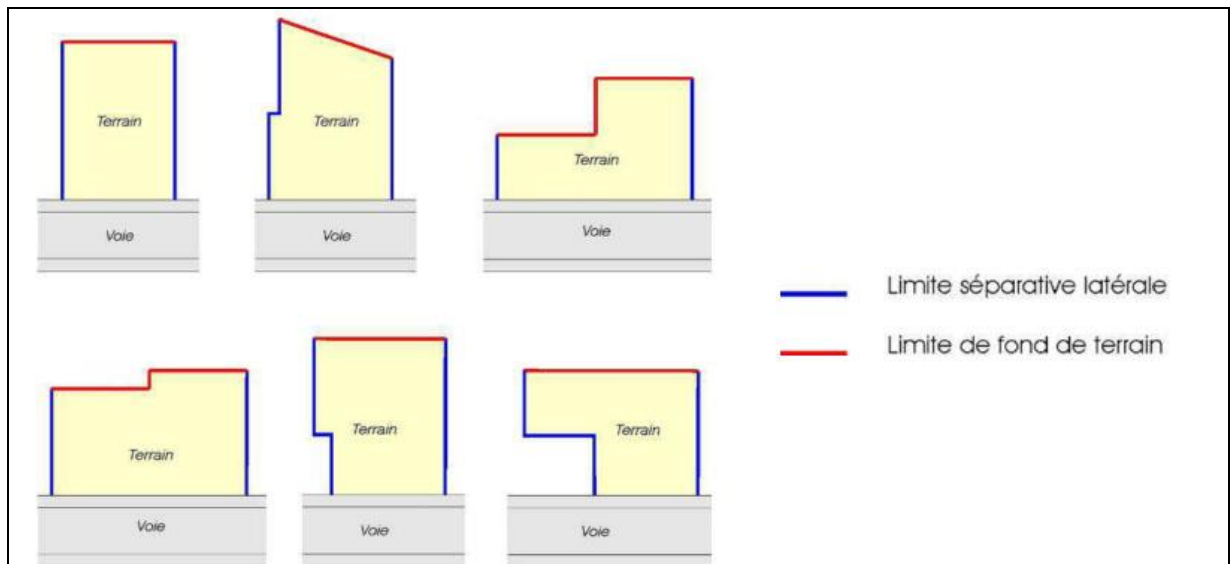 Terrain
Terrain
Terrain
Voie
Voie
Voie
Limite séparative latérale
Limite de fond de terrain
Terrain
Terrain
Terrain
Voie
Voie
Voie